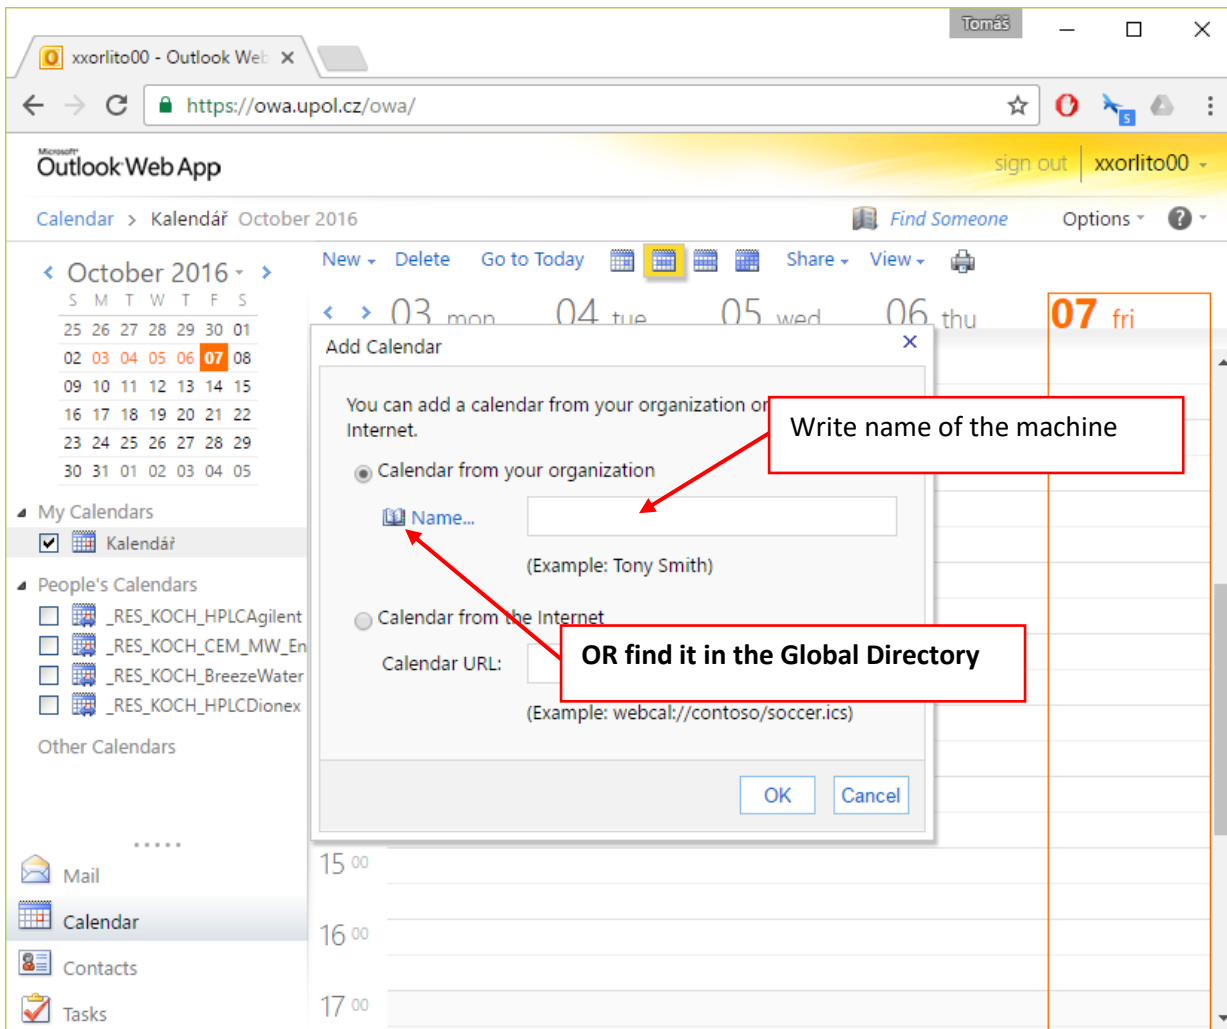 Tomáš
xxorlito00 - Outlook Web
https://owa.upol.cz/owa/
5
Microsoft
Outlook Web App
sign out xxorlito00
Calendar > Kalendář October 2016
Find Someone Options ?
October 2016
S M T W T F S
25 26 27 28 29 30 01
02 03 04 05 06 07 08
09 10 11 12 13 14 15
16 17 18 19 20 21 22
23 24 25 26 27 28 29
30 31 01 02 03 04 05
My Calendars
Kalendář
People's Calendars
_RES_KOCH_HPLCAgilent
_RES_KOCH_CEM_MW_En
_RES_KOCH_BreezeWater
_RES_KOCH_HPLCDionex
Other Calendars
Mail
Calendar
Contacts
Tasks
New Delete Go to Today Share View
03 mon 04 tue 05 wed 06 thu 07 fri
Add Calendar
You can add a calendar from your organization or
Internet.
Write name of the machine
Calendar from your organization
Name...
(Example: Tony Smith)
Calendar from the Internet
OR find it in the Global Directory
Calendar URL:
(Example: webcal://contoso/soccer.ics)
OK Cancel
15 00
16 00
17 00